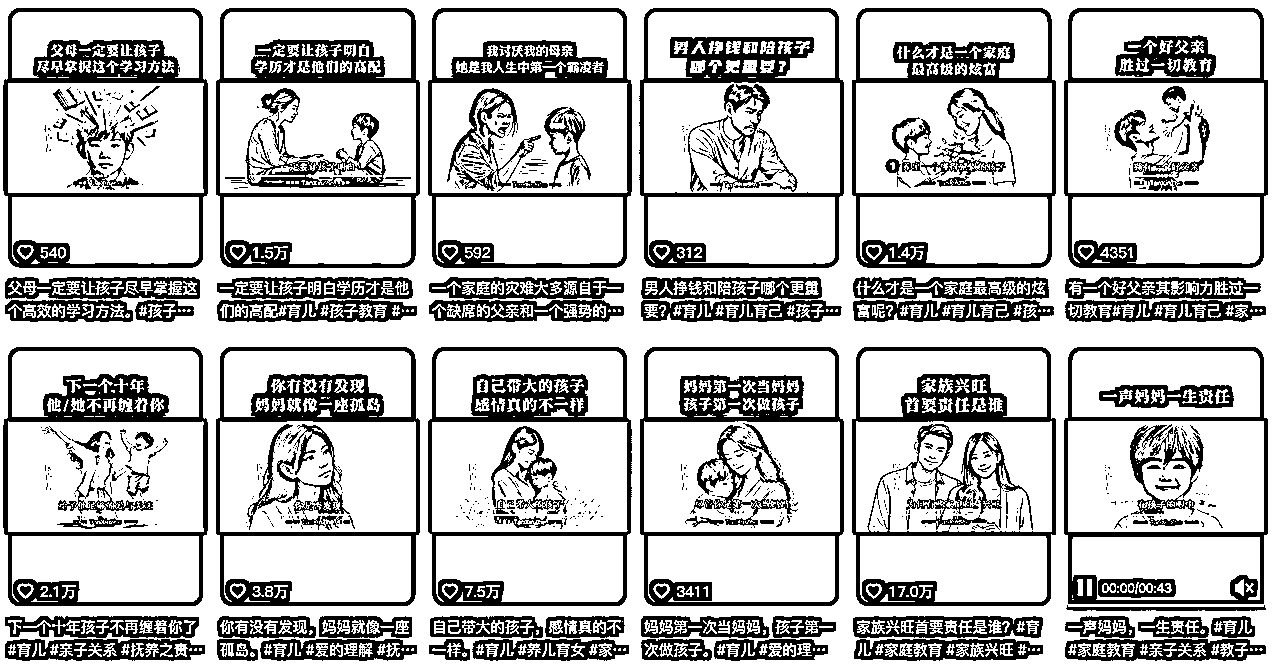 父母一定要让孩子
尽早掌握这个学习方法
540
父母一定要让孩子尽早掌握这
个高效的学习方法。#孩子…
一定要让孩子明白
学历才是他们的高配
1.5万
一定要让孩子明白学历才是他
们的高配#育儿 #孩子教育 #…
我讨厌我的母亲
她是我人生中第一个霸凌者
592
一个家庭的灾难大多源自于一
个缺席的父亲和一个强势的…
男人挣钱和陪孩子
哪个更重要？
312
男人挣钱和陪孩子哪个更重
要？#育儿 #育儿育己 #孩子…
什么才是一个家庭
最高级的炫富
1.4万
什么才是一个家庭最高级的炫
富呢？#育儿 #育儿育己 #孩…
一个好父亲
胜过一切教育
4351
有一个好父亲其影响力胜过一
切教育#育儿 #育儿育己 #家…
下一个十年
他/她不再缠着你
2.1万
下一个十年孩子不再缠着你了
#育儿 #亲子关系 #抚养之责…
你有没有发现
妈妈就像一座孤岛
3.8万
你有没有发现，妈妈就像一座
孤岛。#育儿 #爱的理解 #抚…
自己带大的孩子
感情真的不一样
自己带大的孩子
7.5万
自己带大的孩子，感情真的不
一样。#育儿 #养儿育女 #家…
妈妈第一次当妈妈
孩子第一次做孩子
3411
妈妈第一次当妈妈，孩子第一
次做孩子。#育儿 #爱的理…
家族兴旺
首要责任是谁
17.0万
家族兴旺首要责任是谁？#育
儿 #家庭教育 #家族兴旺 #…
一声妈妈一生责任
00:00/00:43
一声妈妈，一生责任。#育儿
#家庭教育 #亲子关系 #教子…